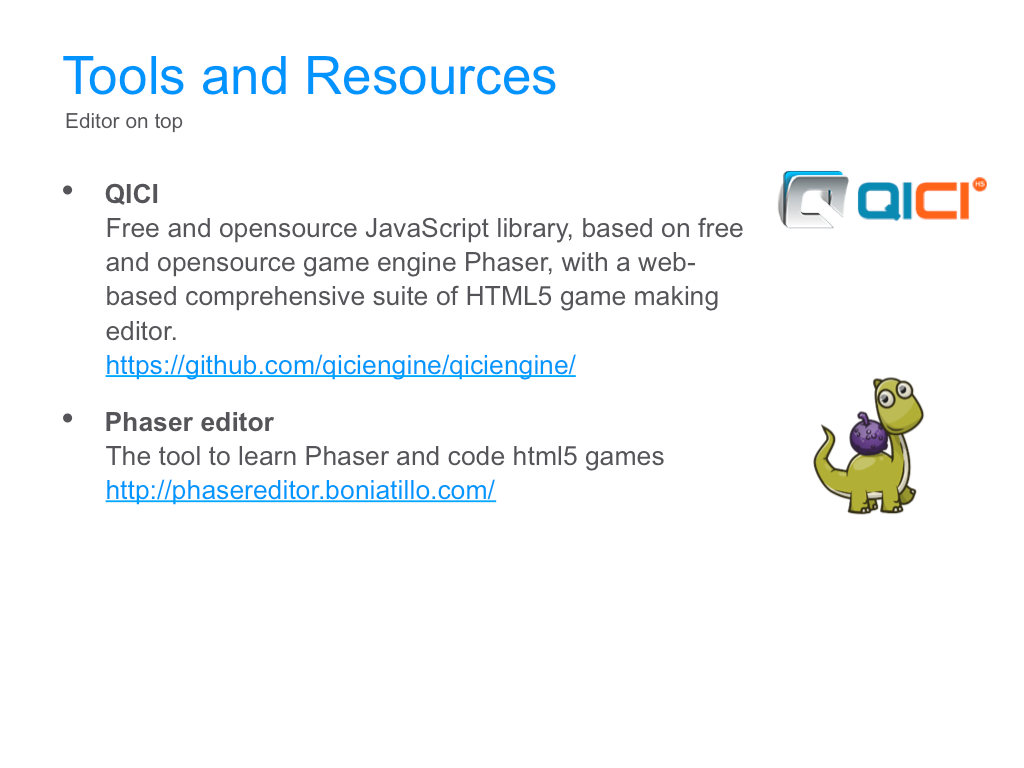 Tools and Resources
Editor on top
• QICI
Free and opensource JavaScript library, based on free
and opensource game engine Phaser, with a web-
based comprehensive suite of HTML5 game making
editor.
https://github.com/qiciengine/qiciengine/
QICI H5
• Phaser editor
The tool to learn Phaser and code html5 games
http://phasereditor.boniatillo.com/